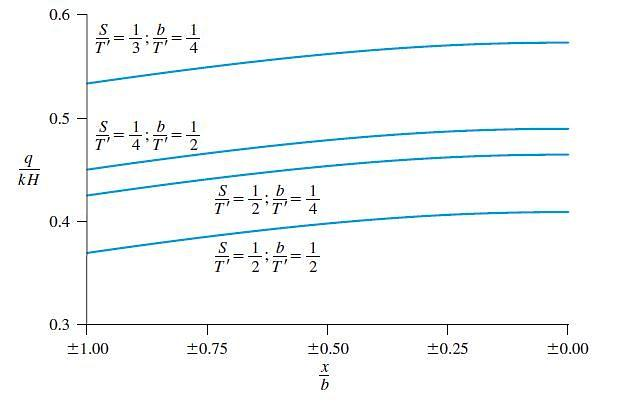 0.6
S/T' = 1/3; b/T' = 1/4
0.5
S/T' = 1/4; b/T' = 1/2
q/kH
S/T' = 1/2; b/T' = 1/4
0.4
S/T' = 1/2; b/T' = 1/2
0.3
±1.00 ±0.75 ±0.50 ±0.25 ±0.00
x/b